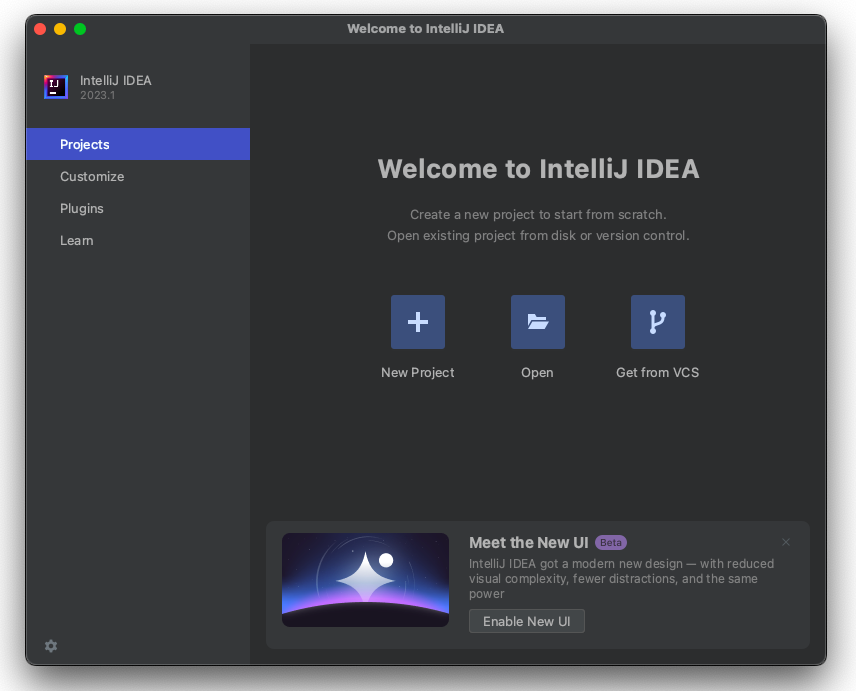 Welcome to IntelliJ IDEA
IJ
IntelliJ IDEA
2023.1
Projects
Customize
Plugins
Learn
Welcome to IntelliJ IDEA
Create a new project to start from scratch.
Open existing project from disk or version control.
New Project
Open
Get from VCS
Meet the New UI Beta
IntelliJ IDEA got a modern new design — with reduced
visual complexity, fewer distractions, and the same
power
Enable New UI